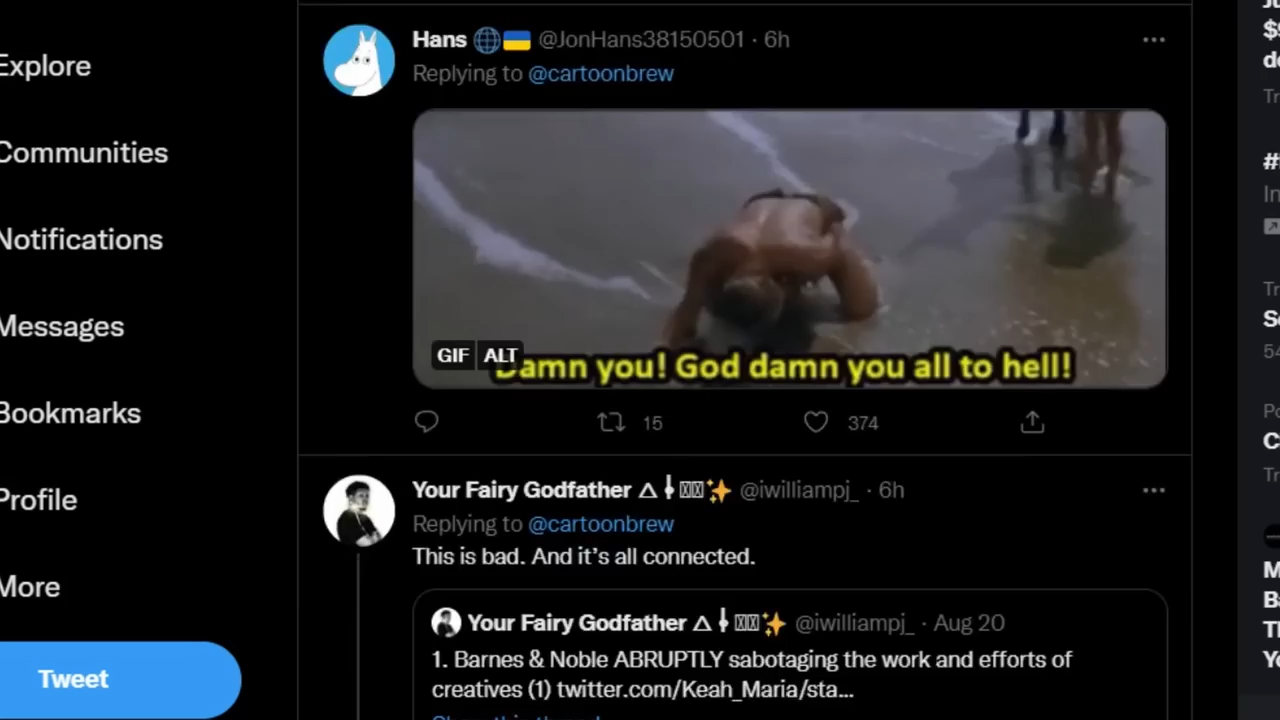 Explore
Communities
Notifications
Messages
Bookmarks
Profile
More
Tweet
Hans @JonHans38150501 · 6h
Replying to @cartoonbrew
GIF ALT
Damn you! God damn you all to hell!
15 374
Your Fairy Godfather @iwilliampj_ · 6h
Replying to @cartoonbrew
This is bad. And it’s all connected.
Your Fairy Godfather @iwilliampj_ · Aug 20
1. Barnes & Noble ABRUPTLY sabotaging the work and efforts of
creatives (1) twitter.com/Keah_Maria/sta...